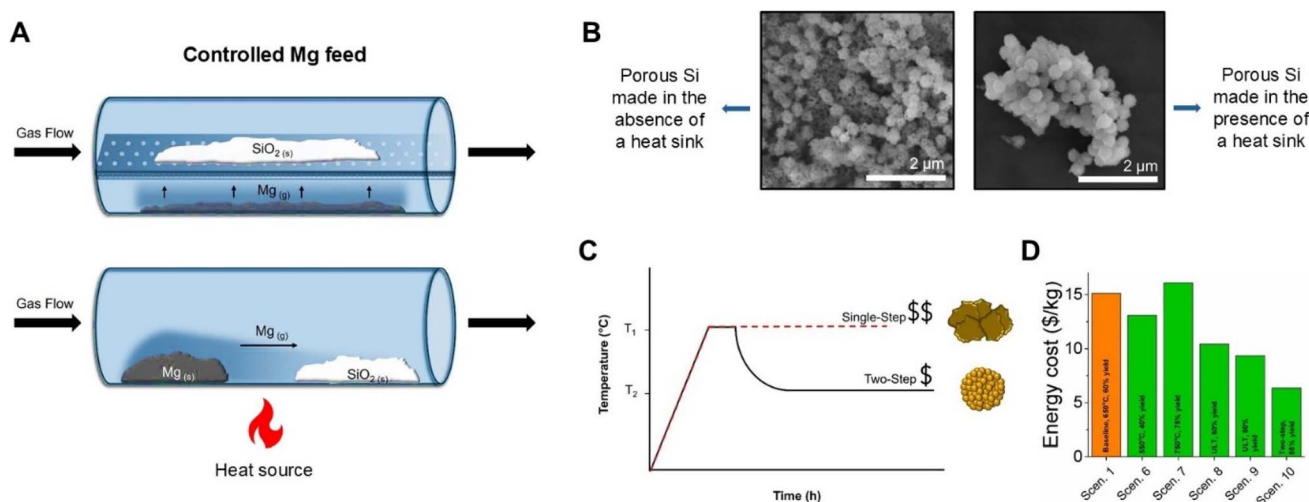 A
Controlled Mg feed
Gas Flow
SiO2 (s)
Mg (g)
Gas Flow
Mg (g)
Mg (s)
SiO2 (s)
Heat source
B
Porous Si
made in the
absence of
a heat sink
2 µm
2 µm
Porous Si
made in the
presence of
a heat sink
C
Temperature (°C)
T1
T2
Single-Step $$
Two-Step $
Time (h)
D
Energy cost ($/kg)
15
10
5
0
Baseline, 650°C, 60% yield
550°C, 40% yield
750°C, 75% yield
ULT, 60% yield
ULT, yield
Two-step, yield
Scen. 1
Scen. 6
Scen. 7
Scen. 8
Scen. 9
Scen. 10